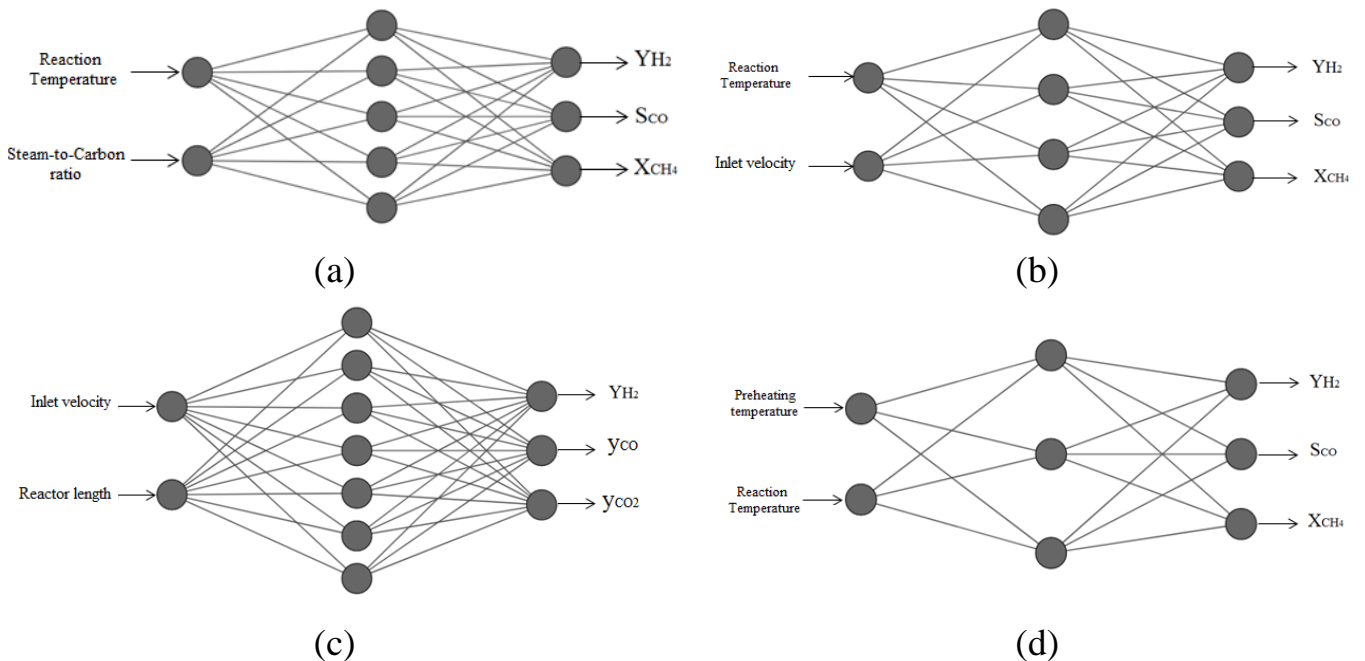 Reaction
Temperature
Steam-to-Carbon
ratio
YH2
SCO
XCH4
(a)
Reaction
Temperature
Inlet velocity
YH2
SCO
XCH4
(b)
Inlet velocity
Reactor length
YH2
yCO
yCO2
(c)
Preheating
temperature
Reaction
Temperature
YH2
SCO
XCH4
(d)